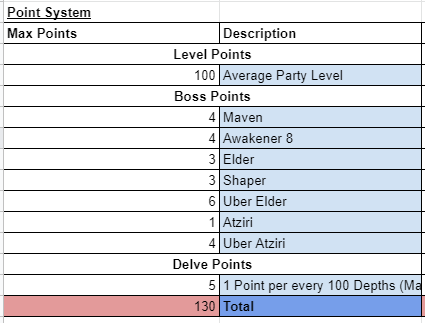 Point System
Max Points Description
Level Points
100 Average Party Level
Boss Points
4 Maven
4 Awakener 8
3 Elder
3 Shaper
6 Uber Elder
1 Atziri
4 Uber Atziri
Delve Points
5 1 Point per every 100 Depths (Ma
130 Total